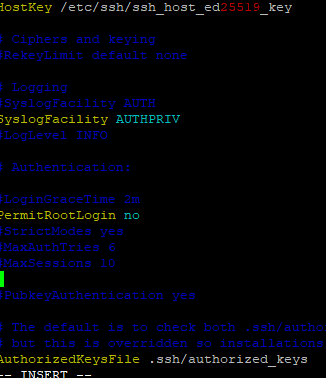 HostKey /etc/ssh/ssh_host_ed25519_key
# Ciphers and keying
#RekeyLimit default none
# Logging
#SyslogFacility AUTH
SyslogFacility AUTHPRIV
#LogLevel INFO
# Authentication:
#LoginGraceTime 2m
PermitRootLogin no
#StrictModes yes
#MaxAuthTries 6
#MaxSessions 10
#PubkeyAuthentication yes
# The default is to check both .ssh/autho
# but this is overridden so installations
AuthorizedKeysFile .ssh/authorized_keys
-- INSERT --